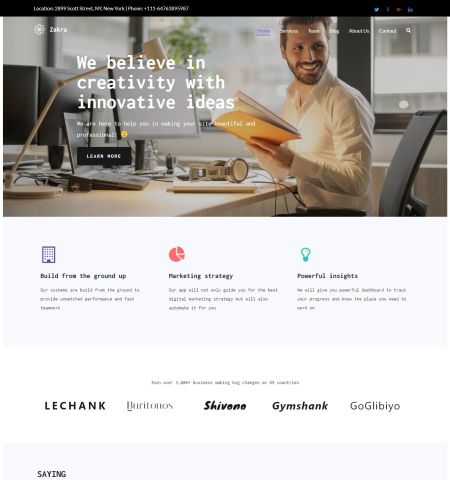 Location: 2899 Scott Street, NY, New York | Phone: +111-64763895987
Zakra
Home Services Team Blog About Us Contact
We believe in
creativity with
innovative ideas
We are here to help you in making your site beautiful and
professional! 🙂
LEARN MORE
Build from the ground up
Our systems are build from the ground to
provide unmatched performance and fast
teamwork
Marketing strategy
Our app will not only guide you for the best
digital marketing strategy but will also
automate it for you
Powerful insights
We will give you powerful dashboard to track
your progress and know the place you need to
work on
Join over 3,000+ business making big changes on 89 countries
LECHANK Buritonos Shivono Gymshank GoGlibiyo
SAYING